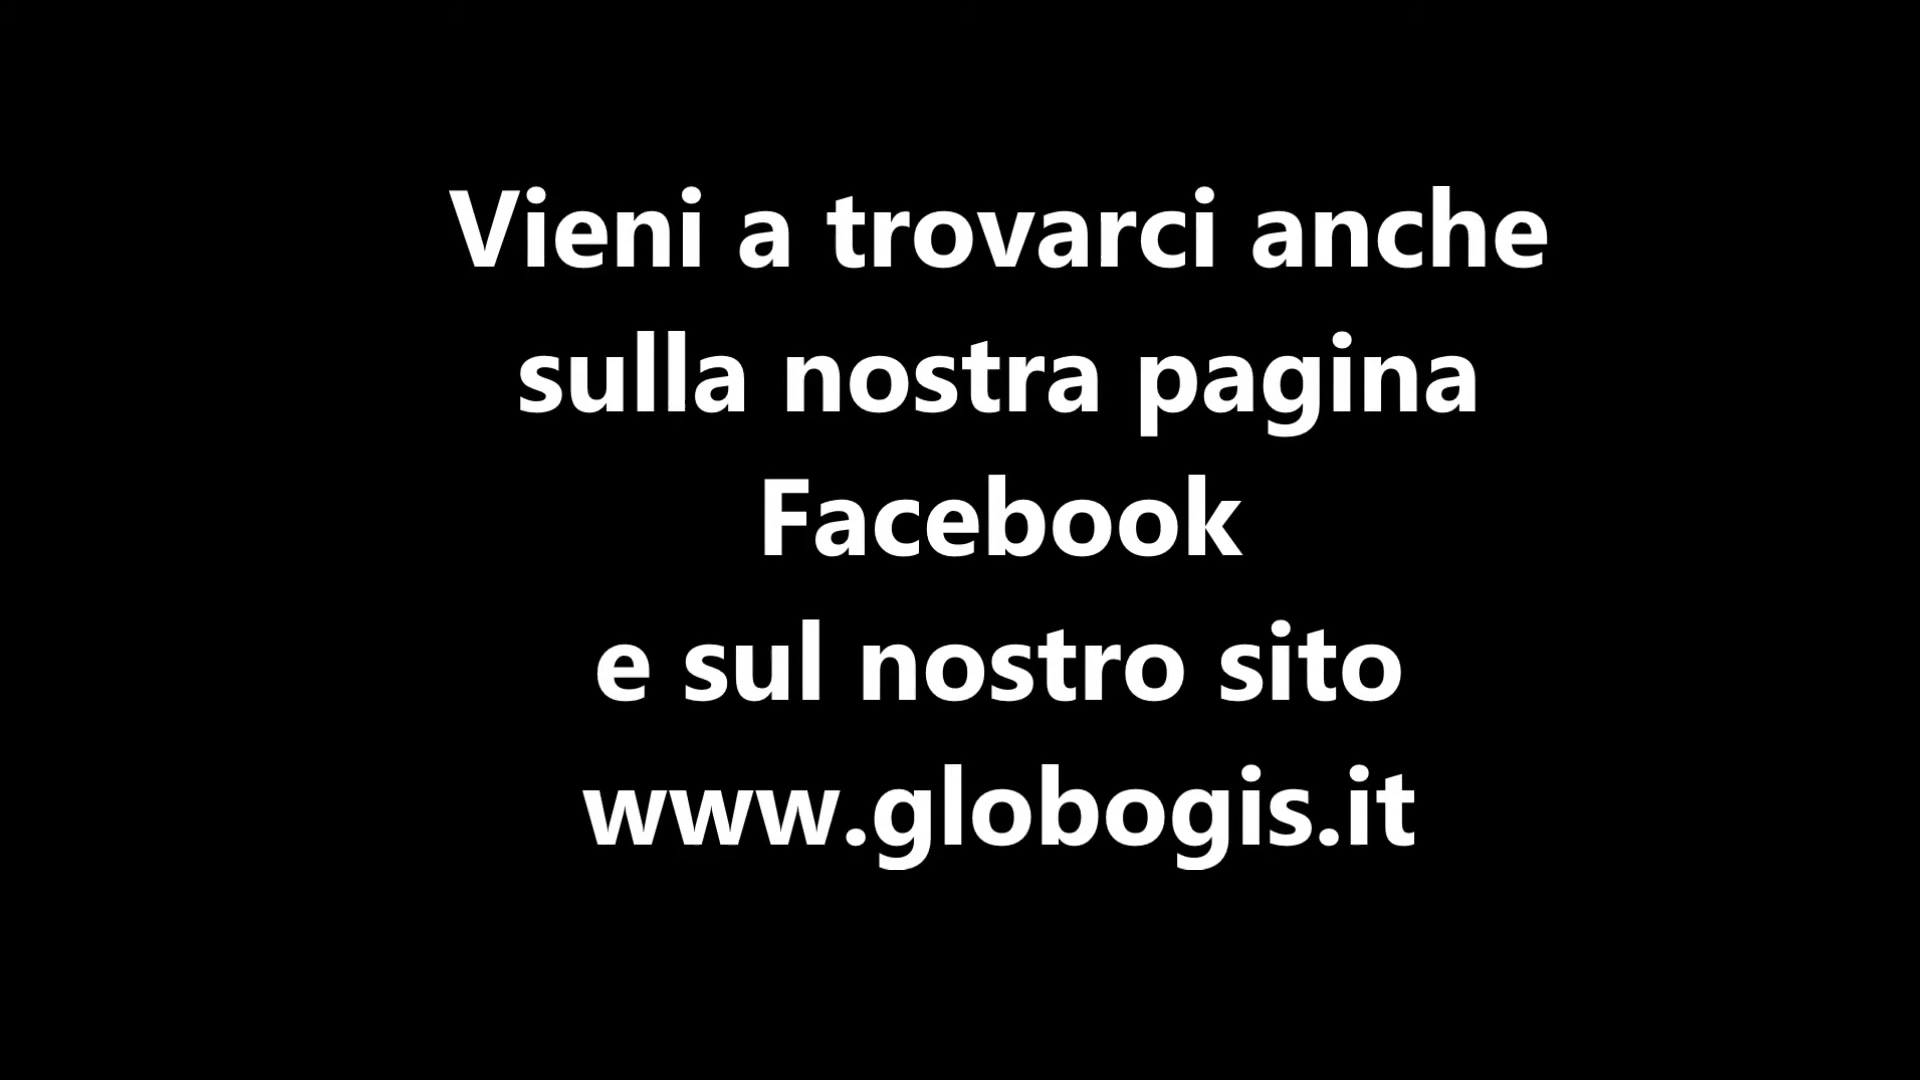 Vieni a trovarci anche
sulla nostra pagina
Facebook
e sul nostro sito
www.globogis.it